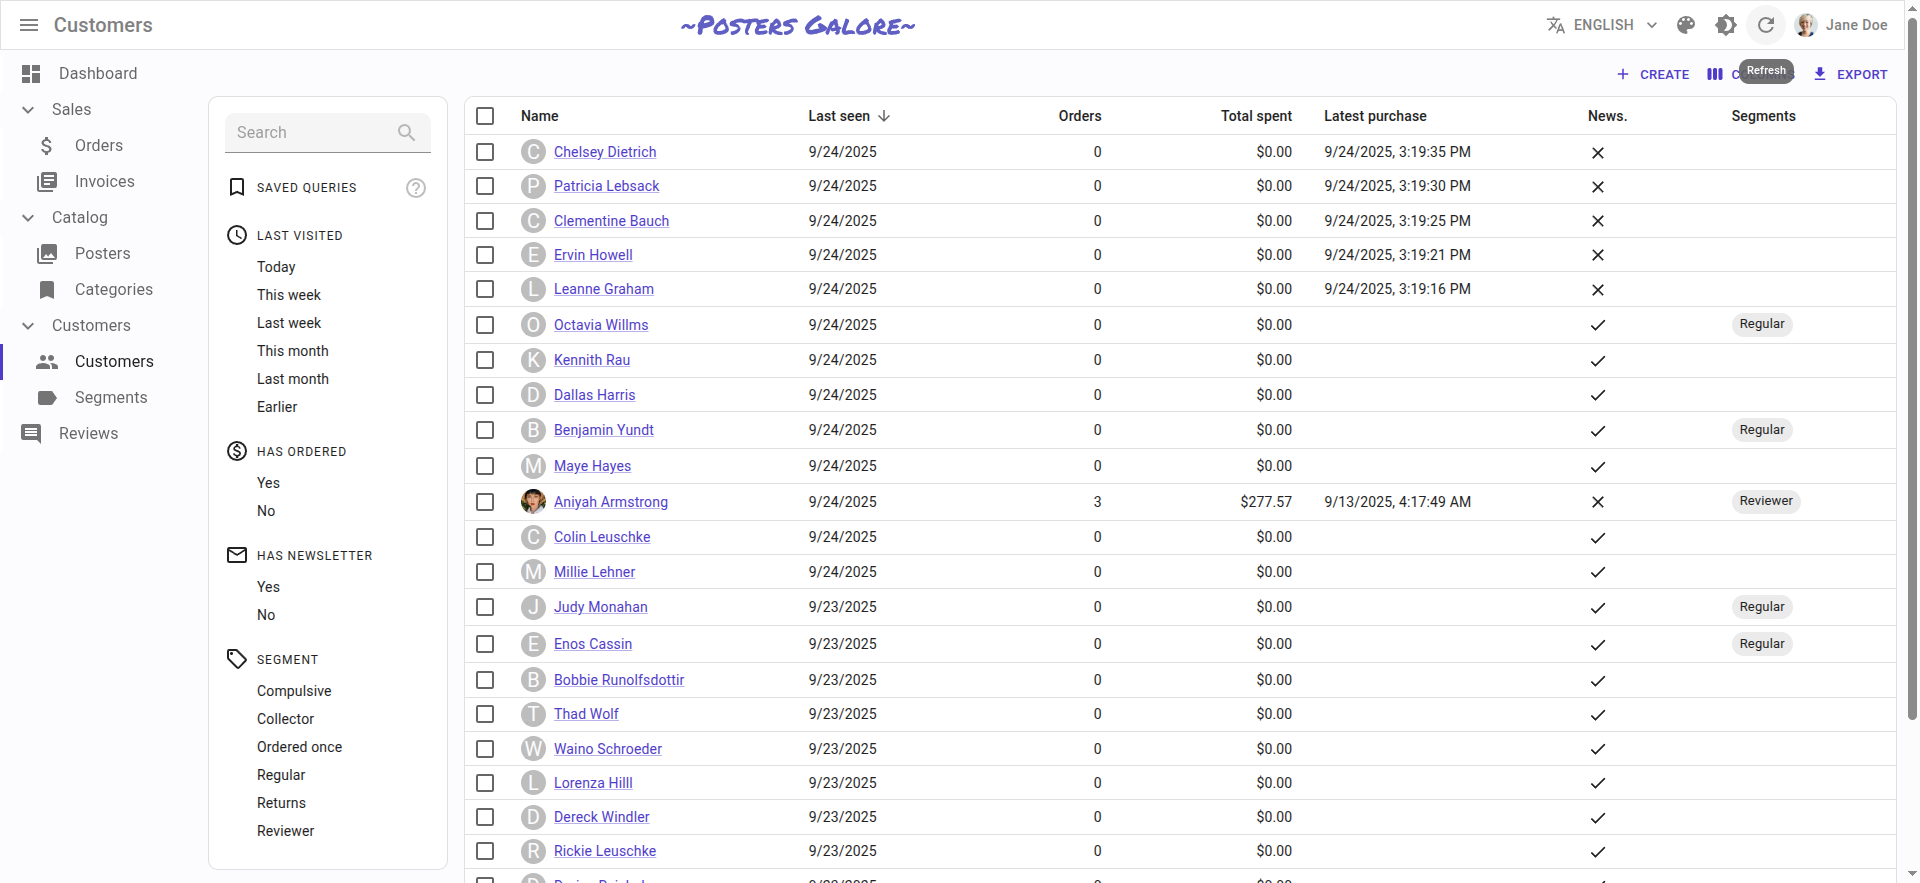 Customers
~Posters Galore~
ENGLISH
Jane Doe
Dashboard
Sales
Orders
Invoices
Catalog
Posters
Categories
Customers
Customers
Segments
Reviews
CREATE
Refresh
EXPORT
Search
SAVED QUERIES
LAST VISITED
Today
This week
Last week
This month
Last month
Earlier
HAS ORDERED
Yes
No
HAS NEWSLETTER
Yes
No
SEGMENT
Compulsive
Collector
Ordered once
Regular
Returns
Reviewer
Name Last seen Orders Total spent Latest purchase News. Segments
C Chelsey Dietrich 9/24/2025 0 $0.00 9/24/2025, 3:19:35 PM
P Patricia Lebsack 9/24/2025 0 $0.00 9/24/2025, 3:19:30 PM
C Clementine Bauch 9/24/2025 0 $0.00 9/24/2025, 3:19:25 PM
E Ervin Howell 9/24/2025 0 $0.00 9/24/2025, 3:19:21 PM
L Leanne Graham 9/24/2025 0 $0.00 9/24/2025, 3:19:16 PM
O Octavia Willms 9/24/2025 0 $0.00 Regular
K Kennith Rau 9/24/2025 0 $0.00
D Dallas Harris 9/24/2025 0 $0.00
B Benjamin Yundt 9/24/2025 0 $0.00 Regular
M Maye Hayes 9/24/2025 0 $0.00
Aniyah Armstrong 9/24/2025 3 $277.57 9/13/2025, 4:17:49 AM Reviewer
C Colin Leuschke 9/24/2025 0 $0.00
M Millie Lehner 9/24/2025 0 $0.00
J Judy Monahan 9/23/2025 0 $0.00 Regular
E Enos Cassin 9/23/2025 0 $0.00 Regular
B Bobbie Runolfsdottir 9/23/2025 0 $0.00
T Thad Wolf 9/23/2025 0 $0.00
W Waino Schroeder 9/23/2025 0 $0.00
L Lorenza Hilll 9/23/2025 0 $0.00
D Dereck Windler 9/23/2025 0 $0.00
R Rickie Leuschke 9/23/2025 0 $0.00